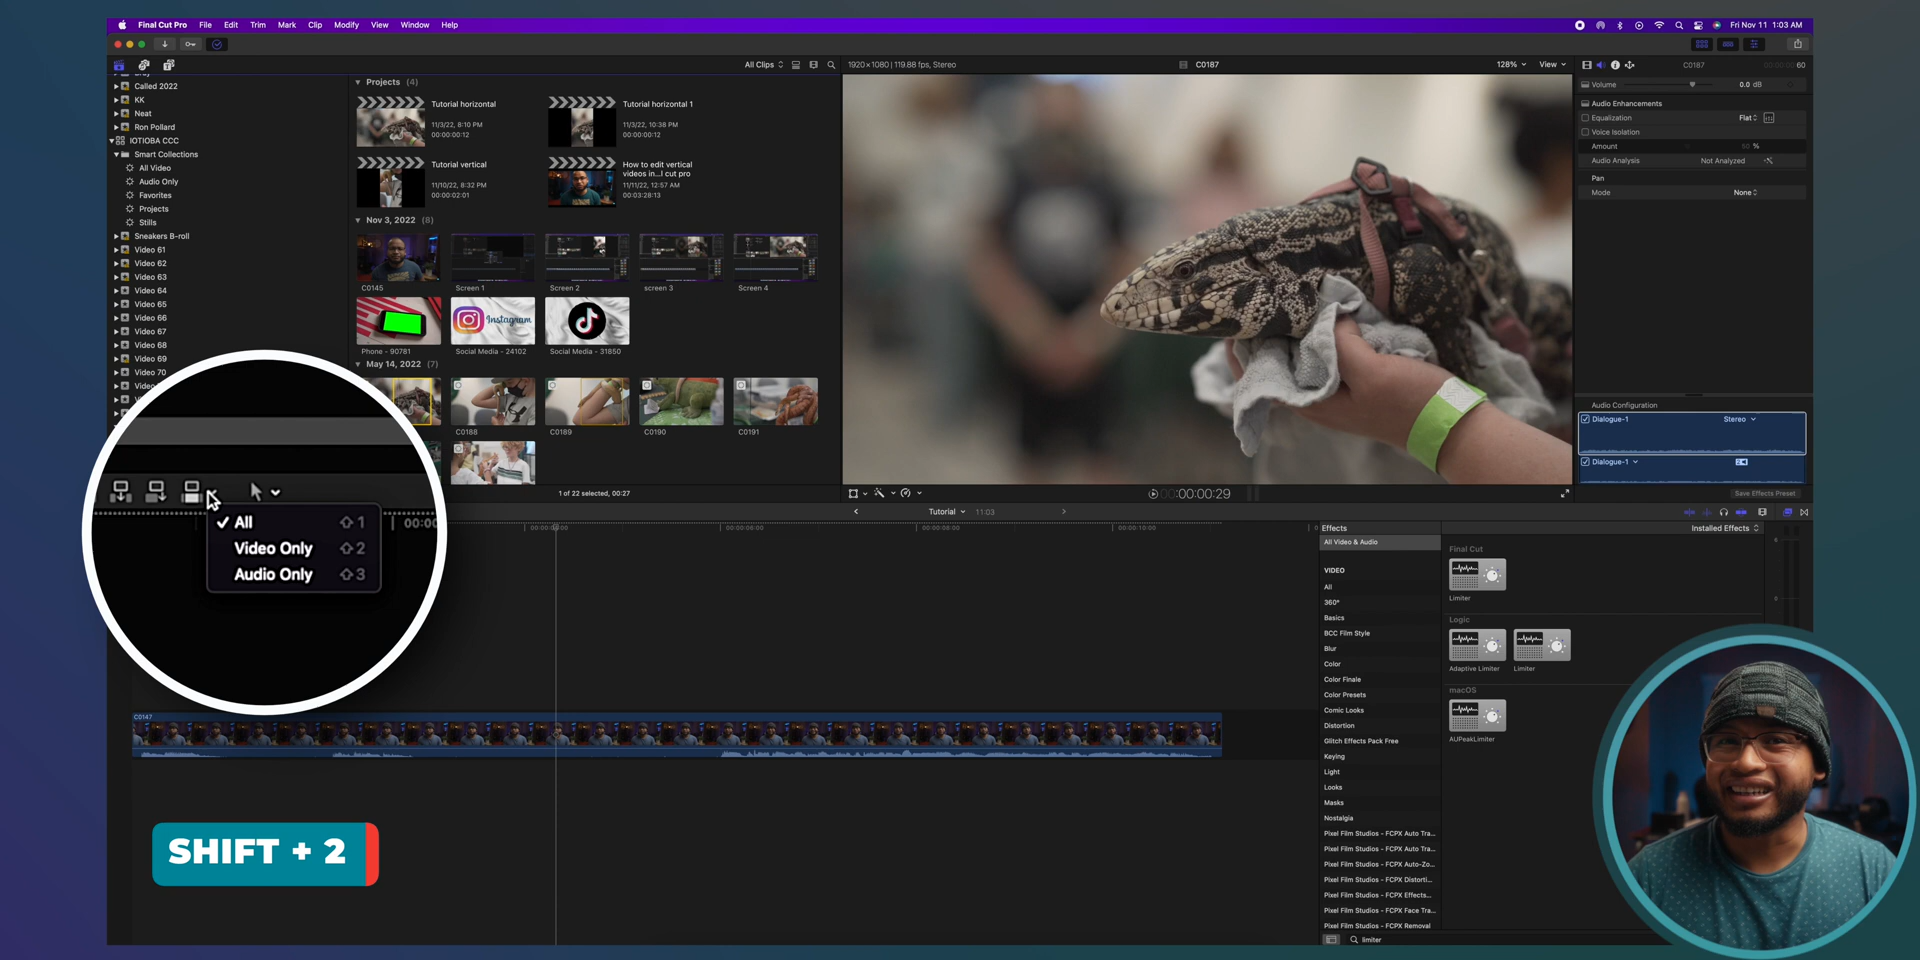 Final Cut Pro File Edit Trim Mark Clip Modify View Window Help
Fri Nov 11 1:03 AM
All Clips
1920×1080 | 119.88 fps, Stereo
C0187
128%
View
C0187
60
Called 2022
KK
Neat
Ron Pollard
IOTIOBA CCC
Smart Collections
All Video
Audio Only
Favorites
Projects
Stills
Sneakers B-roll
Video 61
Video 62
Video 63
Video 64
Video 65
Video 66
Video 67
Video 68
Video 69
Video 70
Projects (4)
Tutorial horizontal
11/3/22, 8:10 PM
00:00:00:12
Tutorial horizontal 1
11/3/22, 10:38 PM
00:00:00:12
Tutorial vertical
11/10/22, 8:32 PM
00:00:02:01
How to edit vertical
videos in...l cut pro
11/11/22, 12:57 AM
00:03:28:13
Nov 3, 2022 (8)
C0145
Screen 1
Screen 2
screen 3
Screen 4
Instagram
Phone - 90781
Social Media - 24102
Social Media - 31850
May 14, 2022 (7)
C0188
C0189
C0190
C0191
1 of 22 selected, 00:27
00:00:00:29
Volume
0.0 dB
Audio Enhancements
Equalization
Flat
Voice Isolation
Amount
50 %
Audio Analysis
Not Analyzed
Pan
Mode
None
Audio Configuration
Dialogue-1
Stereo
Dialogue-1
Save Effects Preset
All ⇧1
Video Only ⇧2
Audio Only ⇧3
00:00
Tutorial
11:03
00:00:06:00
00:00:08:00
00:00:10:00
C0147
SHIFT + 2
Effects
Installed Effects
All Video & Audio
VIDEO
All
360°
Basics
BCC Film Style
Blur
Color
Color Finale
Color Presets
Comic Looks
Distortion
Glitch Effects Pack Free
Keying
Light
Looks
Masks
Nostalgia
Pixel Film Studios - FCPX Auto Tra...
Pixel Film Studios - FCPX Auto Tra...
Pixel Film Studios - FCPX Auto-Zo...
Pixel Film Studios - FCPX Distorti...
Pixel Film Studios - FCPX Effects...
Pixel Film Studios - FCPX Face Tra...
Pixel Film Studios - FCPX Removal
Final Cut
Limiter
Logic
Adaptive Limiter
Limiter
macOS
AUPeakLimiter
limiter